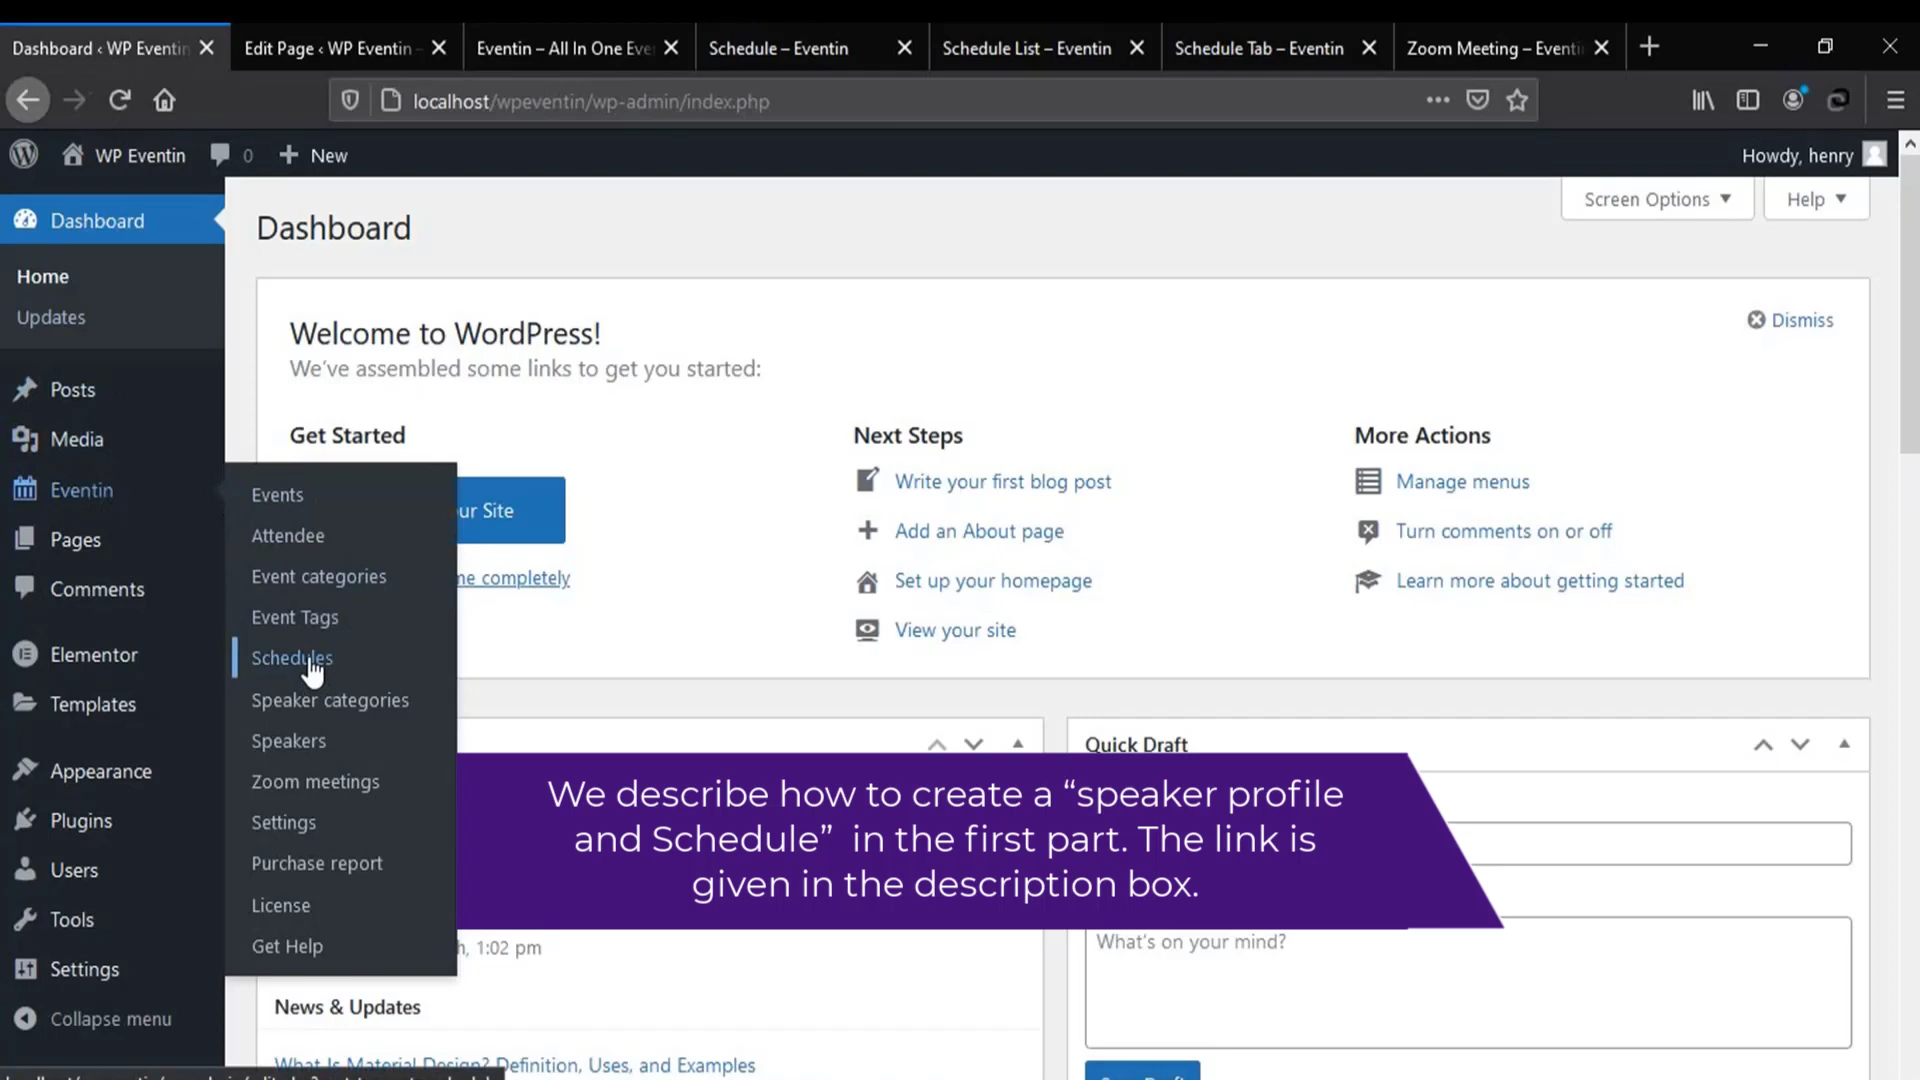 Dashboard ‹ WP Eventin
Edit Page ‹ WP Eventin –
Eventin – All In One Eve
Schedule – Eventin
Schedule List – Eventin
Schedule Tab – Eventin
Zoom Meeting – Eventi
localhost/wpeventin/wp-admin/index.php
WP Eventin
0
New
Howdy, henry
Screen Options
Help
Dashboard
Home
Updates
Posts
Media
Eventin
Pages
Comments
Elementor
Templates
Appearance
Plugins
Users
Tools
Settings
Collapse menu
Events
Attendee
Event categories
Event Tags
Schedules
Speaker categories
Speakers
Zoom meetings
Settings
Purchase report
License
Get Help
Dashboard
Welcome to WordPress!
We've assembled some links to get you started:
Dismiss
Get Started
ur Site
me completely
Next Steps
Write your first blog post
Add an About page
Set up your homepage
View your site
More Actions
Manage menus
Turn comments on or off
Learn more about getting started
Quick Draft
We describe how to create a “speaker profile
and Schedule” in the first part. The link is
given in the description box.
What's on your mind?
h, 1:02 pm
News & Updates
What Is Material Design? Definition, Uses, and Examples